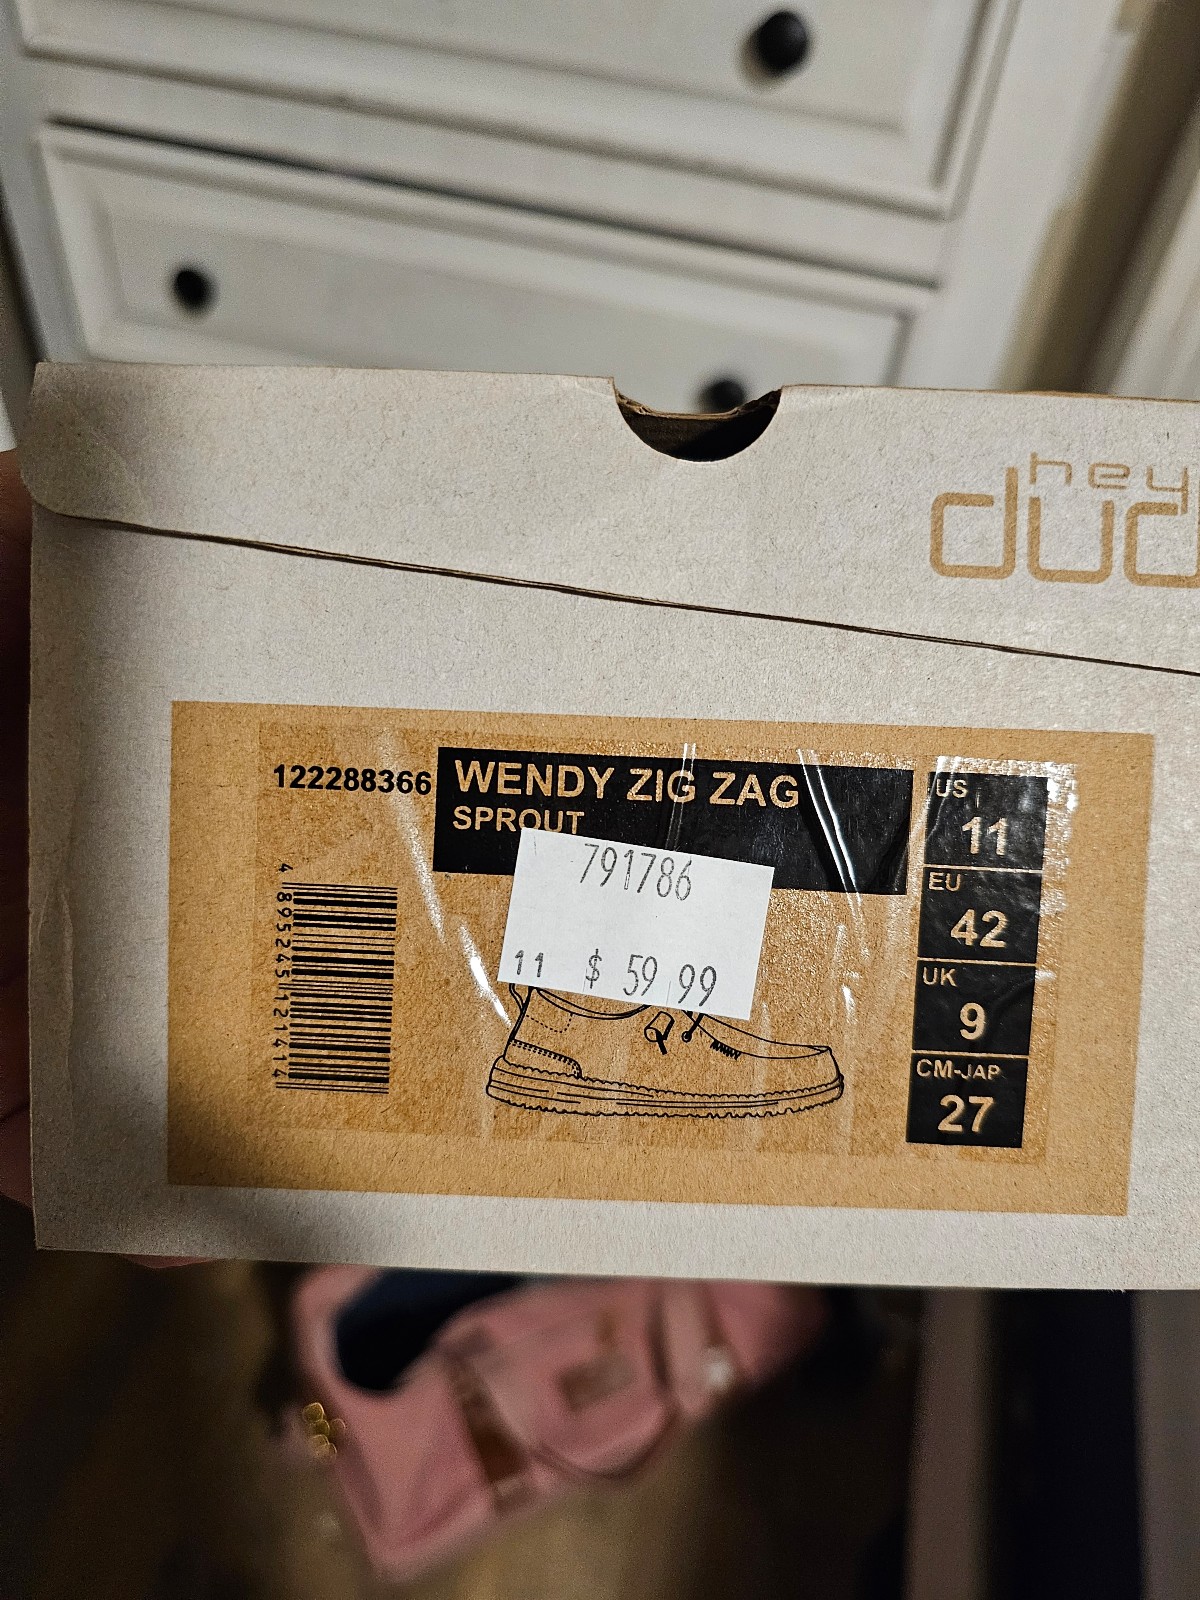 hey
dud
122288366
WENDY ZIG ZAG
SPROUT
791786
11 $ 59 99
4 895245 121414
US
11
EU
42
UK
9
CM-JAP
27